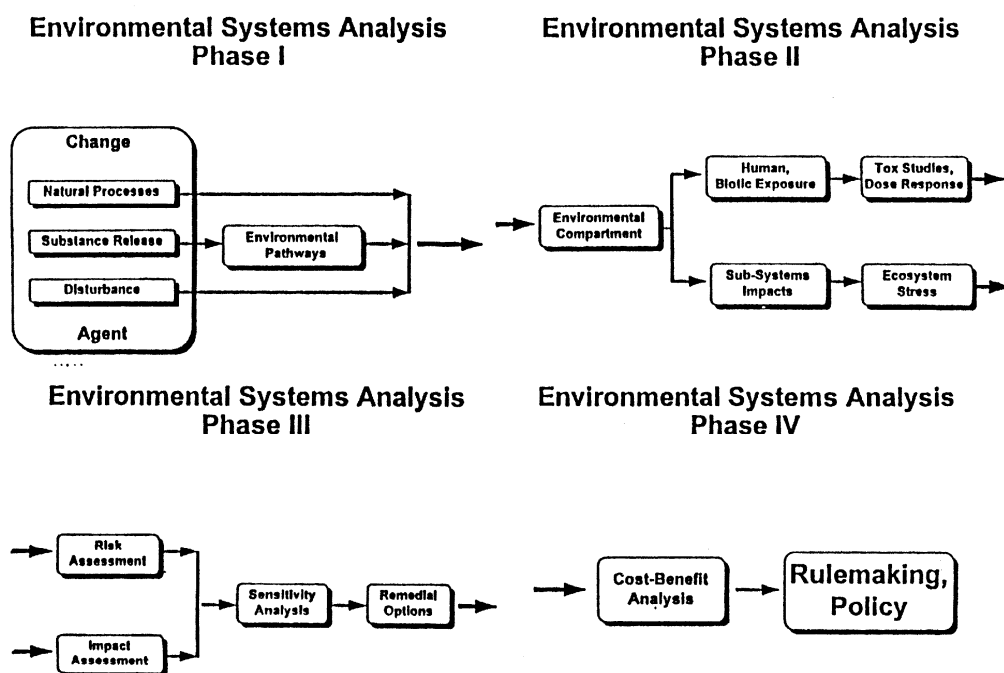 Environmental Systems Analysis
Phase I
Change
Natural Processes
Substance Release
Environmental
Pathways
Disturbance
Agent
Environmental Systems Analysis
Phase II
Environmental
Compartment
Human,
Biotic Exposure
Tox Studies,
Dose Response
Sub-Systems
Impacts
Ecosystem
Stress
Environmental Systems Analysis
Phase III
Risk
Assessment
Impact
Assessment
Sensitivity
Analysis
Remedial
Options
Environmental Systems Analysis
Phase IV
Cost-Benefit
Analysis
Rulemaking,
Policy